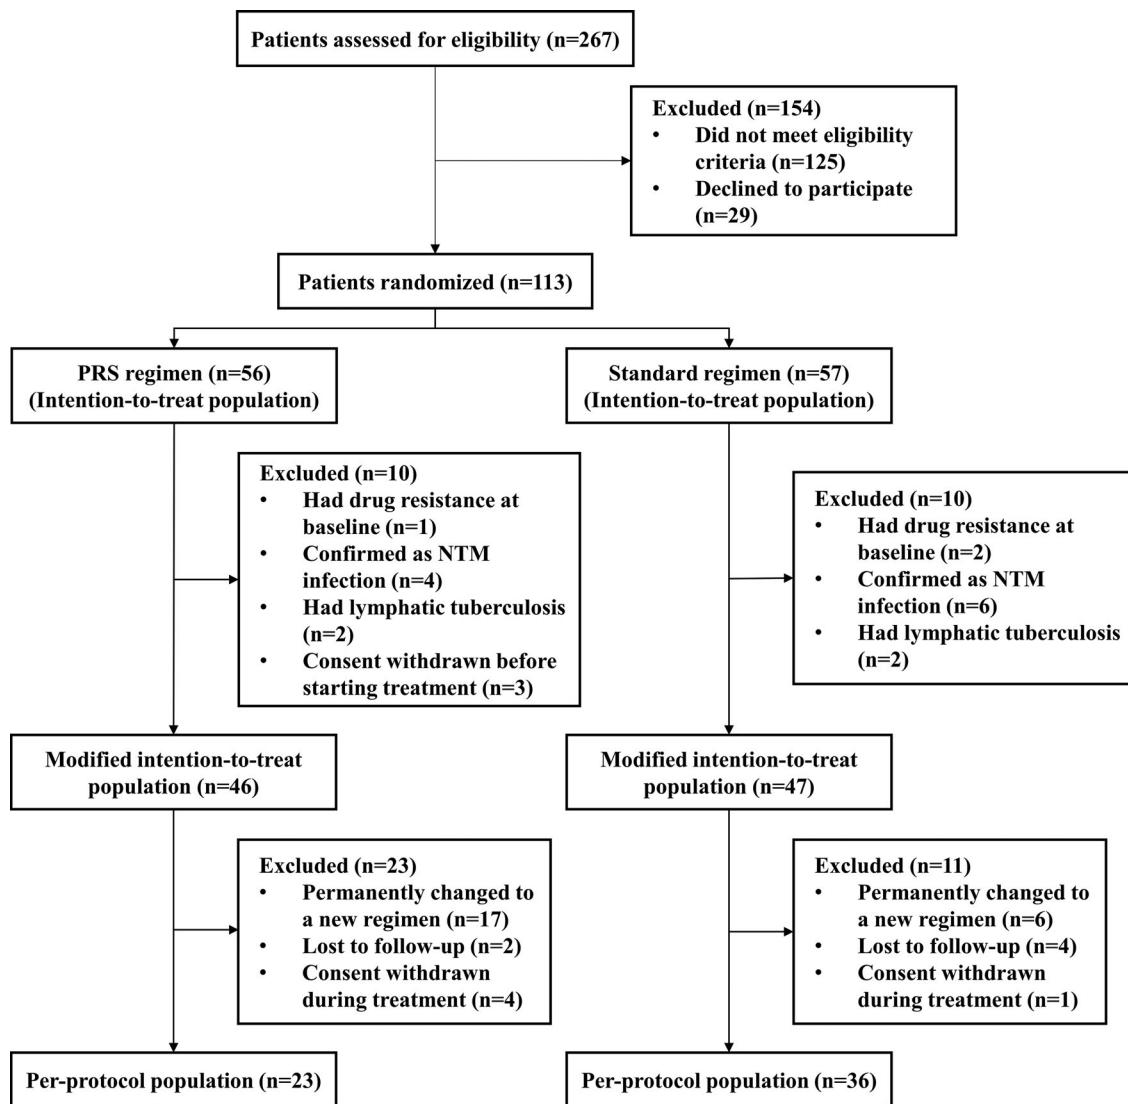 Patients assessed for eligibility (n=267)
Excluded (n=154)
• Did not meet eligibility
criteria (n=125)
• Declined to participate
(n=29)
Patients randomized (n=113)
PRS regimen (n=56)
(Intention-to-treat population)
Standard regimen (n=57)
(Intention-to-treat population)
Excluded (n=10)
• Had drug resistance at
baseline (n=1)
• Confirmed as NTM
infection (n=4)
• Had lymphatic tuberculosis
(n=2)
• Consent withdrawn before
starting treatment (n=3)
Excluded (n=10)
• Had drug resistance at
baseline (n=2)
• Confirmed as NTM
infection (n=6)
• Had lymphatic tuberculosis
(n=2)
Modified intention-to-treat
population (n=46)
Modified intention-to-treat
population (n=47)
Excluded (n=23)
• Permanently changed to
a new regimen (n=17)
• Lost to follow-up (n=2)
• Consent withdrawn
during treatment (n=4)
Excluded (n=11)
• Permanently changed to
a new regimen (n=6)
• Lost to follow-up (n=4)
• Consent withdrawn
during treatment (n=1)
Per-protocol population (n=23)
Per-protocol population (n=36)